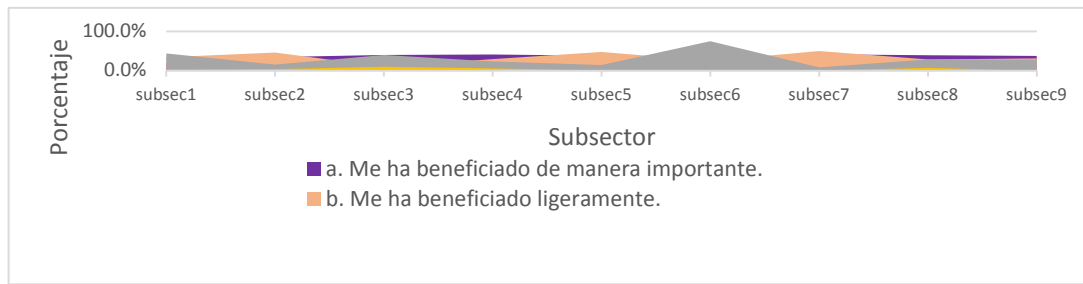 100.0%
0.0%
Porcentaje
subsec1 subsec2 subsec3 subsec4 subsec5 subsec6 subsec7 subsec8 subsec9
Subsector
a. Me ha beneficiado de manera importante.
b. Me ha beneficiado ligeramente.